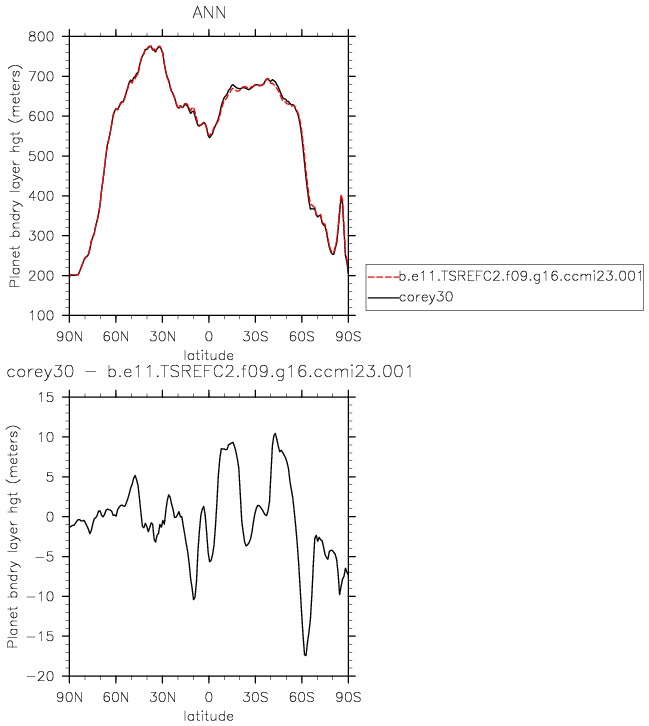 ANN
Planet bndry layer hgt (meters)
800
700
600
500
400
300
200
100
90N 60N 30N 0 30S 60S 90S
latitude
b.e11.TSREFC2.f09.g16.ccmi23.001
corey30
corey30 - b.e11.TSREFC2.f09.g16.ccmi23.001
Planet bndry layer hgt (meters)
15
10
5
0
-5
-10
-15
-20
90N 60N 30N 0 30S 60S 90S
latitude